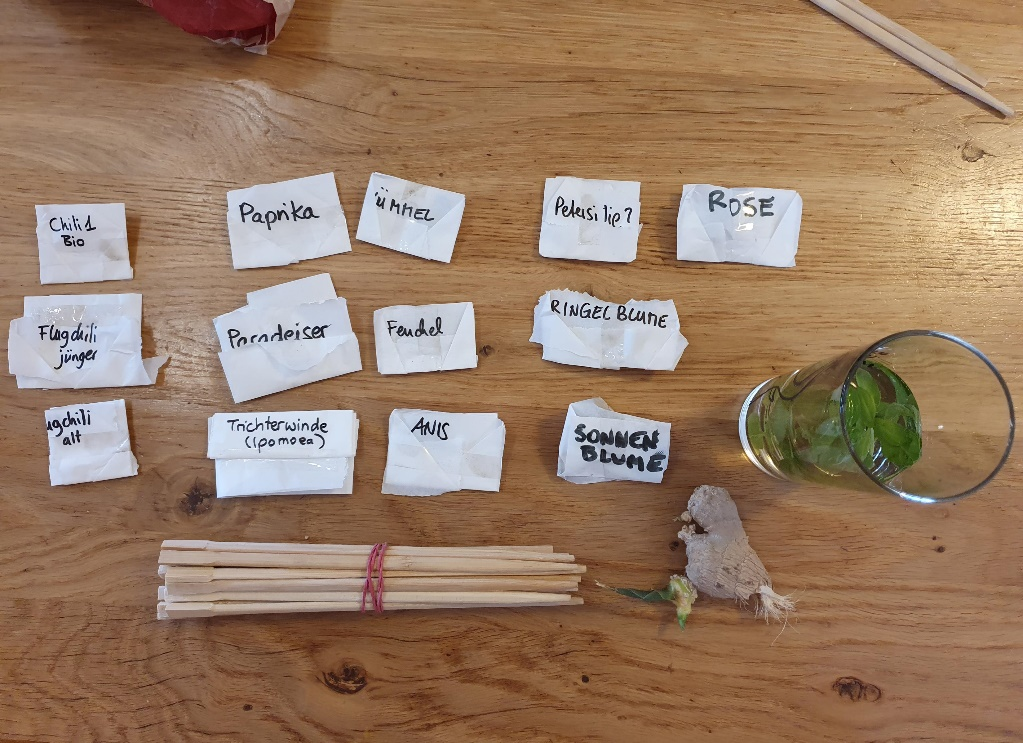 Chili 1
Bio
Paprika
ÜMMEL
Petersilie?
ROSE
Flugchili
jünger
Paradeiser
Fenchel
RINGELBLUME
ugchili
alt
Trichterwinde
(Ipomoea)
ANIS
SONNEN
BLUME